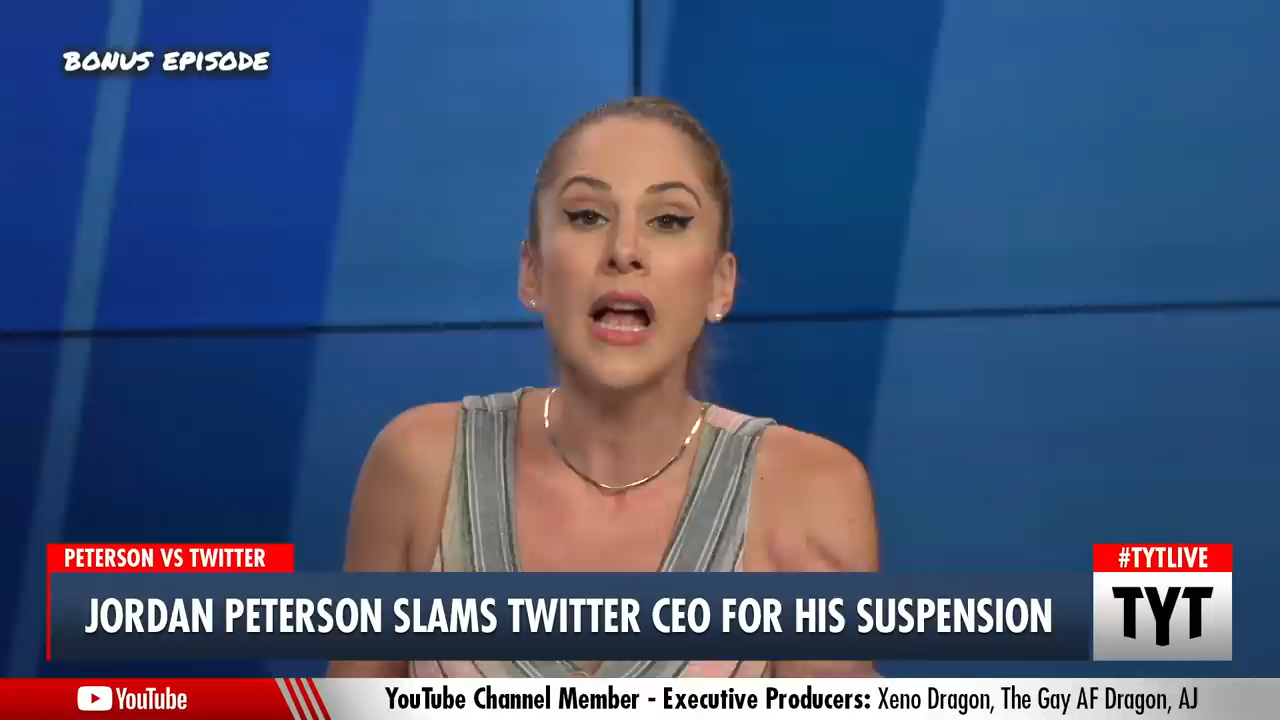 BONUS EPISODE
PETERSON VS TWITTER
#TYTLIVE
JORDAN PETERSON SLAMS TWITTER CEO FOR HIS SUSPENSION
TYT
YouTube
YouTube Channel Member - Executive Producers: Xeno Dragon, The Gay AF Dragon, AJ